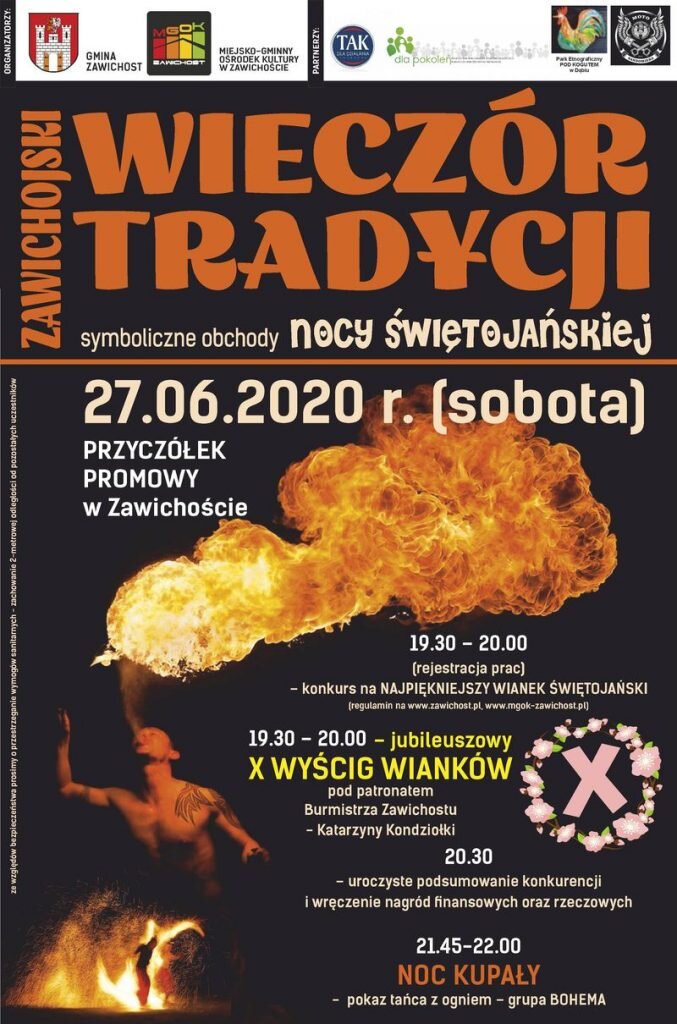 ORGANIZATORZY:
GMINA
ZAWICHOST
MGOK
ZAWICHOST
MIEJSKO-GMINNY
OŚRODEK KULTURY
W ZAWICHOŚCIE
PARTNERZY:
TAK
dla pokoleń
Park Etnograficzny
POD KOGUTEM
w Dębiu
MOTO
ZAWICHOJSKI
WIECZÓR
TRADYCJI
symboliczne obchody NOCY ŚWIĘTOJAŃSKIEJ
27.06.2020 r. (sobota)
PRZYCZÓŁEK
PROMOWY
w Zawichoście
ze względów bezpieczeństwa prosimy o przestrzeganie wymogów sanitarnych - zachowanie 2-metrowej odległości od pozostałych uczestników
19.30 – 20.00
(rejestracja prac)
– konkurs na NAJPIĘKNIEJSZY WIANEK ŚWIĘTOJAŃSKI
(regulamin na www.zawichost.pl, www.mgok-zawichost.pl)
19.30 – 20.00 – jubileuszowy
X WYŚCIG WIANKÓW
pod patronatem
Burmistrza Zawichostu
– Katarzyny Kondziołki
X
20.30
– uroczyste podsumowanie konkurencji
i wręczenie nagród finansowych oraz rzeczowych
21.45-22.00
NOC KUPAŁY
– pokaz tańca z ogniem – grupa BOHEMA